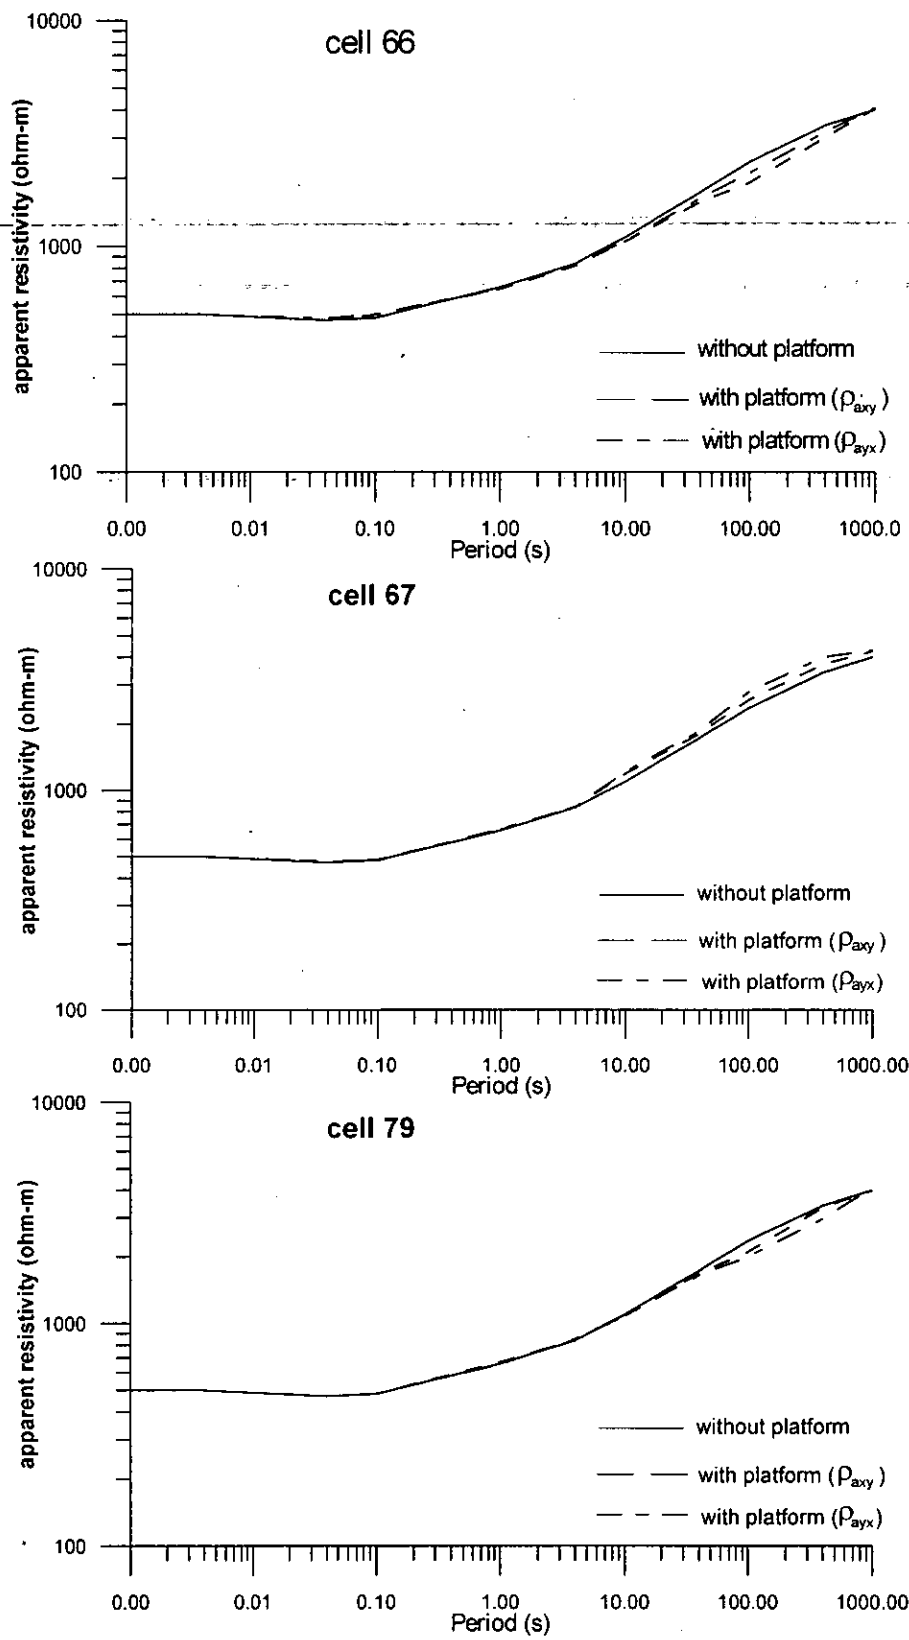 cell 66
10000
1000
100
apparent resistivity (ohm-m)
without platform
with platform (ρaxy)
with platform (ρayx)
0.00 0.01 0.10 1.00 10.00 100.00 1000.0
Period (s)
cell 67
10000
1000
100
apparent resistivity (ohm-m)
without platform
with platform (ρaxy)
with platform (ρayx)
0.00 0.01 0.10 1.00 10.00 100.00 1000.00
Period (s)
cell 79
10000
1000
100
apparent resistivity (ohm-m)
without platform
with platform (ρaxy)
with platform (ρayx)
0.00 0.01 0.10 1.00 10.00 100.00 1000.00
Period (s)